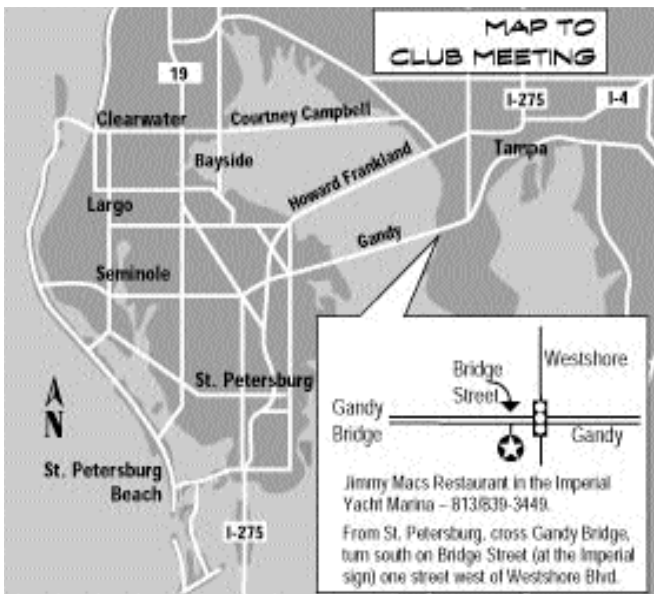 MAP TO
CLUB MEETING
19
I-275
I-4
Clearwater
Courtney Campbell
Tampa
Bayside
Howard Frankland
Largo
Gandy
Seminole
St. Petersburg
N
St. Petersburg
Beach
I-275
Westshore
Bridge
Street
Gandy
Bridge
Gandy
Jimmy Macs Restaurant in the Imperial
Yacht Marina – 813/839-3449.
From St. Petersburg, cross Gandy Bridge,
turn south on Bridge Street (at the Imperial
sign) one street west of Westshore Blvd.